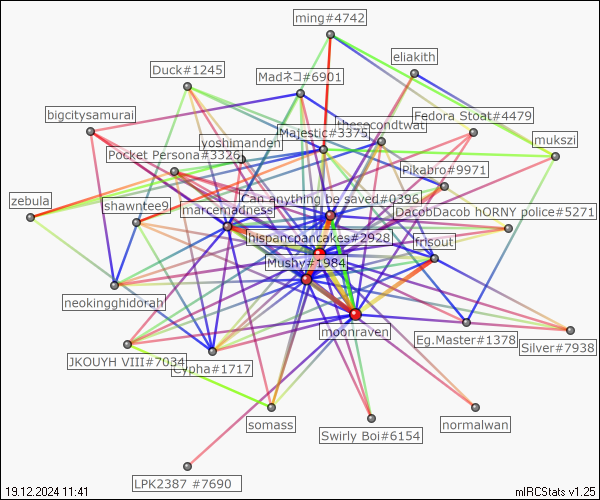 ming#4742
eliakith
Duck#1245
Madネコ#6901
bigcitysamurai
Fedora Stoat#4479
thesecondtwat
Majestic#3375
yoshimanden
mukszi
Pocket Persona#3326
Pikabro#9971
zebula
Can anything be saved#0396
ishawntee9
marcemadness
DacobDacob hORNY police#5271
hispancpancakes#2928
frisout
Mushy#1984
neokingghidorah
moonraven
Eg.Master#1378
Silver#7938
JKOUYH VIII#7034
Cypha#1717
somass
normalwan
Swirly Boi#6154
LPK2387 #7690
19.12.2024 11:41
mIRCStats v1.25